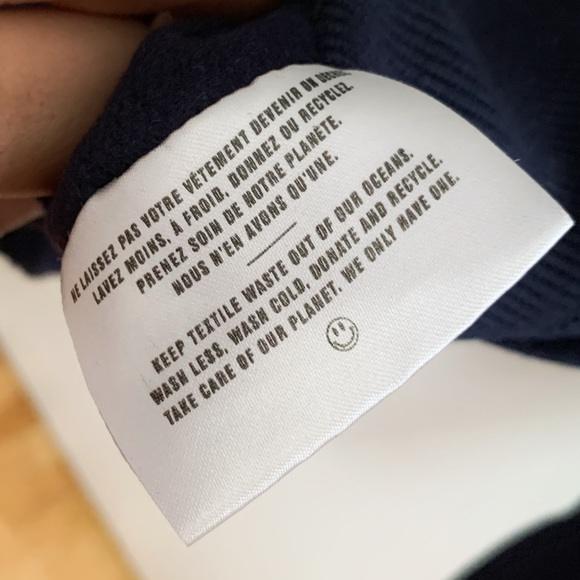 NE LAISSEZ PAS VOTRE VÊTEMENT DEVENIR UN DÉCHET.
LAVEZ MOINS, À FROID, DONNEZ OU RECYCLEZ.
PRENEZ SOIN DE NOTRE PLANÈTE.
NOUS N'EN AVONS QU'UNE.
KEEP TEXTILE WASTE OUT OF OUR OCEANS.
WASH LESS, WASH COLD, DONATE AND RECYCLE.
TAKE CARE OF OUR PLANET. WE ONLY HAVE ONE.